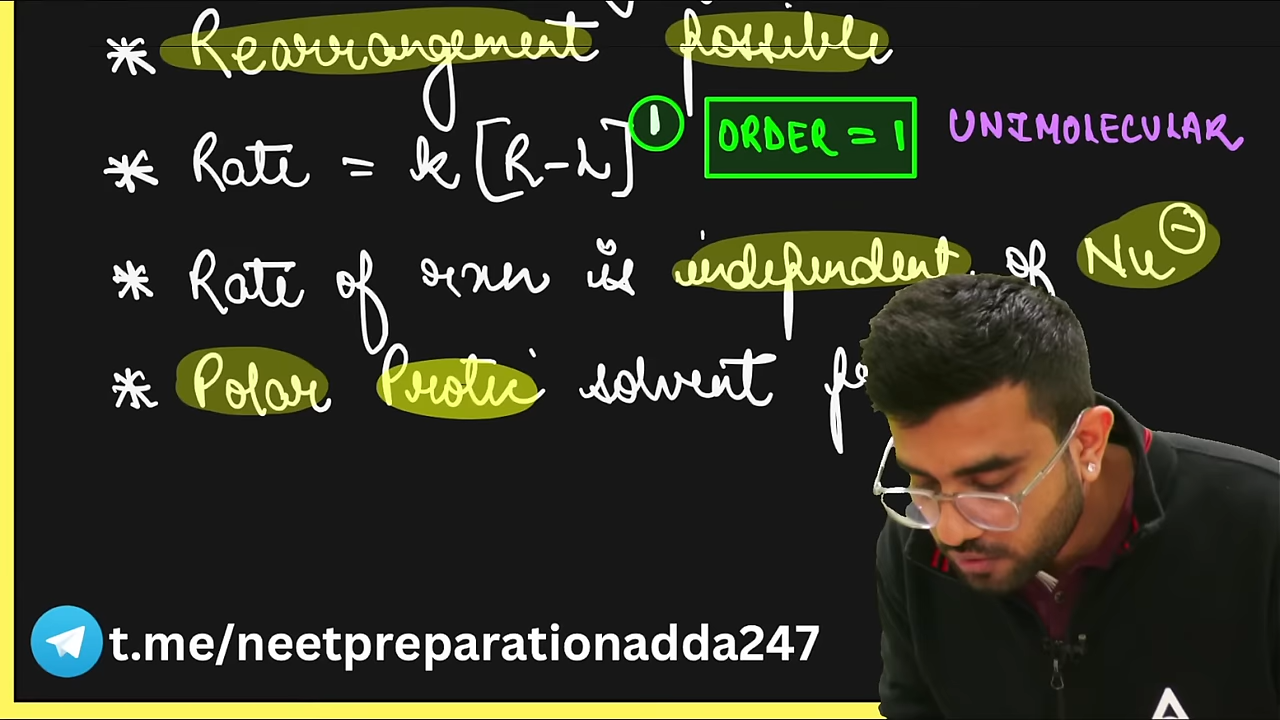 * Rearrangement possible
* Rate = k [R-L]① ORDER = 1 UNIMOLECULAR
* Rate of rxn is independent of Nu⊖
* Polar Protic solvent
t.me/neetpreparationadda247